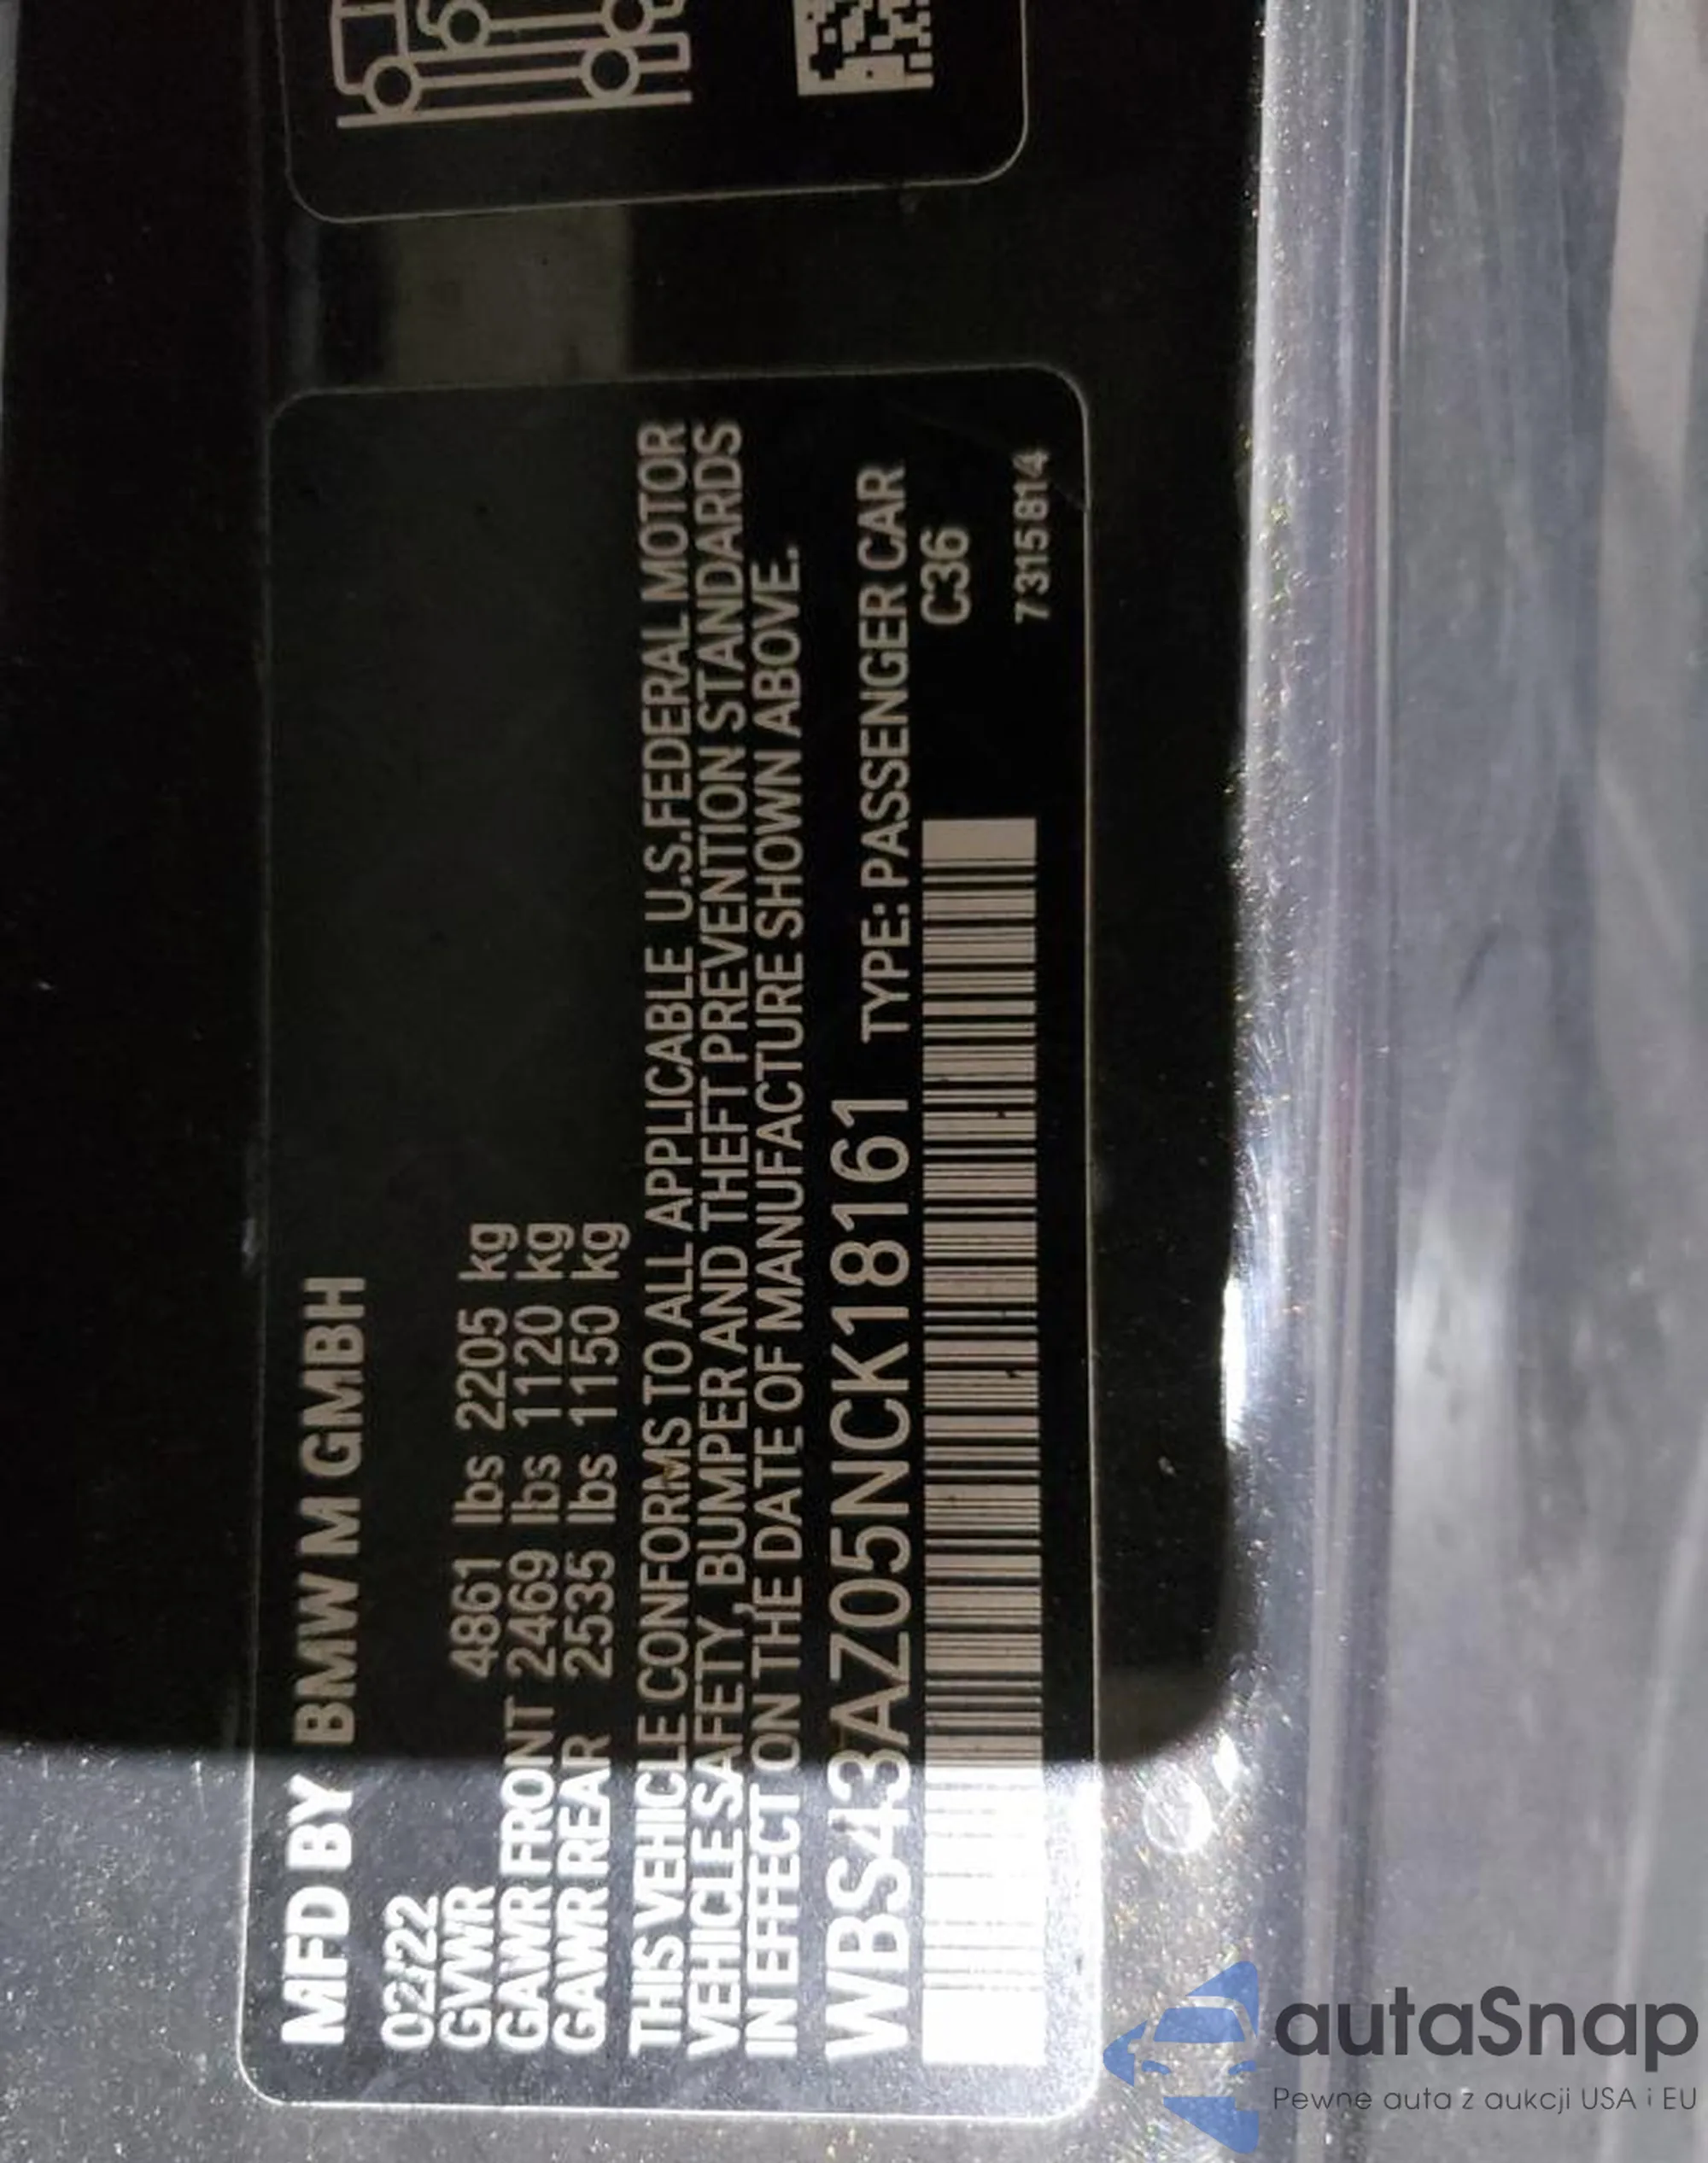 MFD BY BMW M GMBH
02/22
GVWR 4861 lbs 2205 kg
GAWR FRONT 2469 lbs 1120 kg
GAWR REAR 2535 lbs 1150 kg
THIS VEHICLE CONFORMS TO ALL APPLICABLE U.S.FEDERAL MOTOR
VEHICLE SAFETY, BUMPER AND THEFT PREVENTION STANDARDS
IN EFFECT ON THE DATE OF MANUFACTURE SHOWN ABOVE.
WBS43AZ05NCK18161 TYPE: PASSENGER CAR
C36
7315814
autaSnap
Pewne auta z aukcji USA i EU